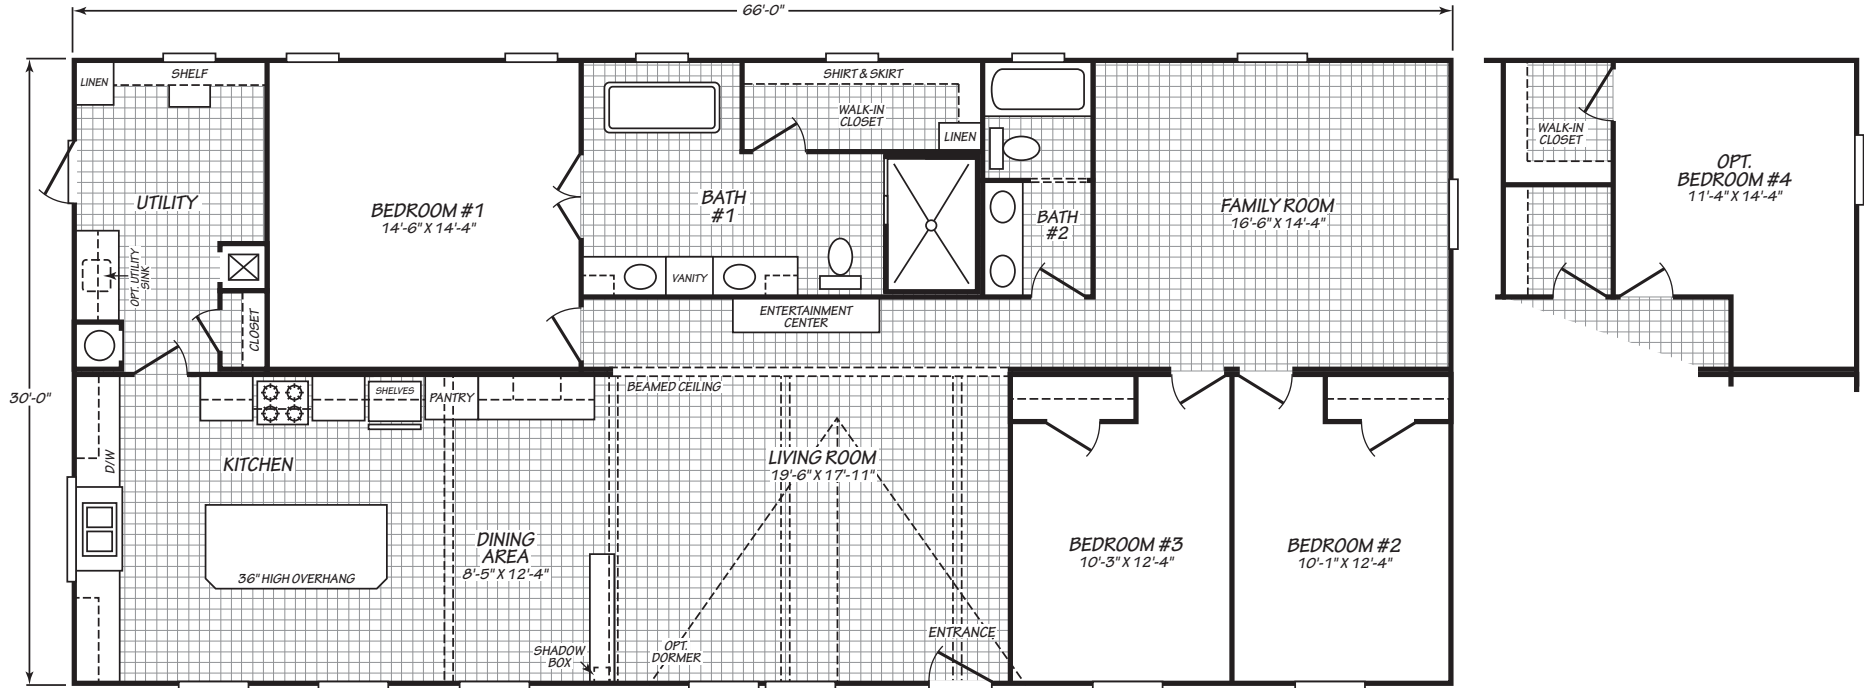 66'-0"
LINEN
SHELF
UTILITY
OPT. UTILITY
SINK
CLOSET
BEDROOM #1
14'-6" X 14'-4"
BATH
#1
VANITY
SHIRT & SKIRT
WALK-IN
CLOSET
LINEN
ENTERTAINMENT
CENTER
BATH
#2
FAMILY ROOM
16'-6" X 14'-4"
WALK-IN
CLOSET
OPT.
BEDROOM #4
11'-4" X 14'-4"
30'-0"
SHELVES
PANTRY
BEAMED CEILING
D/W
KITCHEN
36" HIGH OVERHANG
DINING
AREA
8'-5" X 12'-4"
SHADOW
BOX
LIVING ROOM
19'-6" X 17'-11"
OPT.
DORMER
ENTRANCE
BEDROOM #3
10'-3" X 12'-4"
BEDROOM #2
10'-1" X 12'-4"